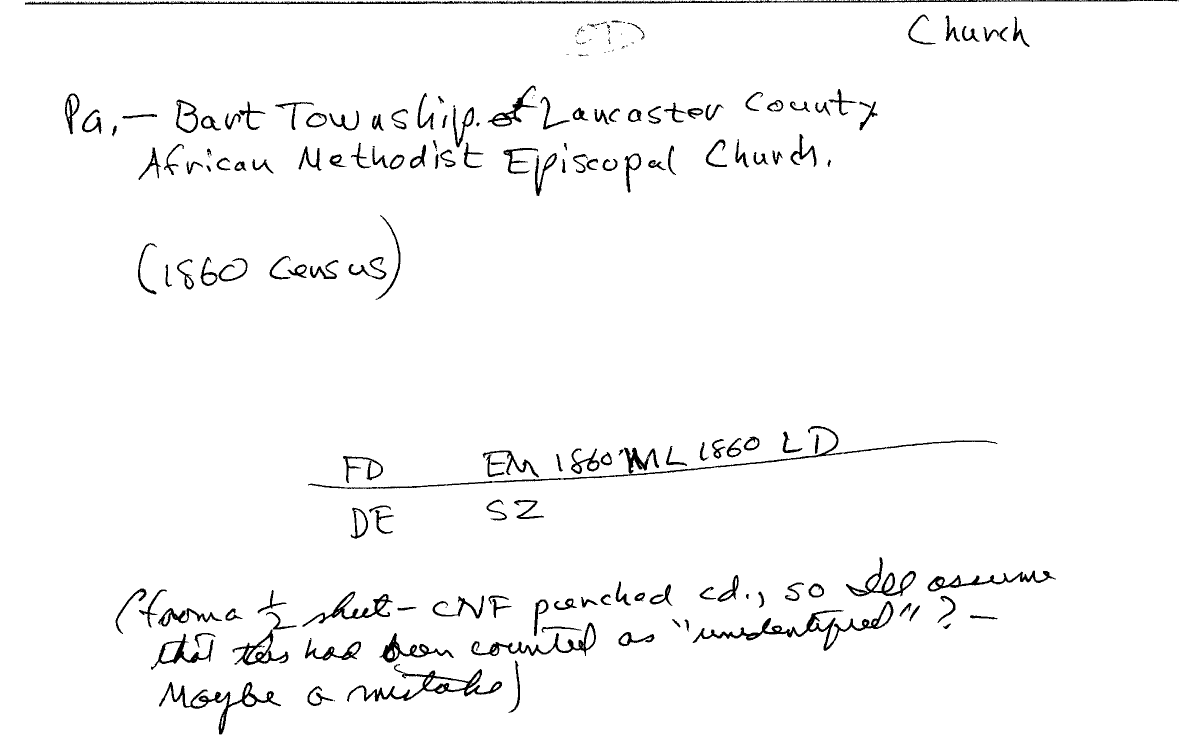 CTD
Church
Pa,- Bart Township. of Lancaster County
African Methodist Episcopal Church.
(1860 Census)
FD EM 1860 ML 1860 LD
DE SZ
(from a ½ sheet - CNF punched cd., so I'll assume
that this had been counted as "unidentified"? -
Maybe a mistake)